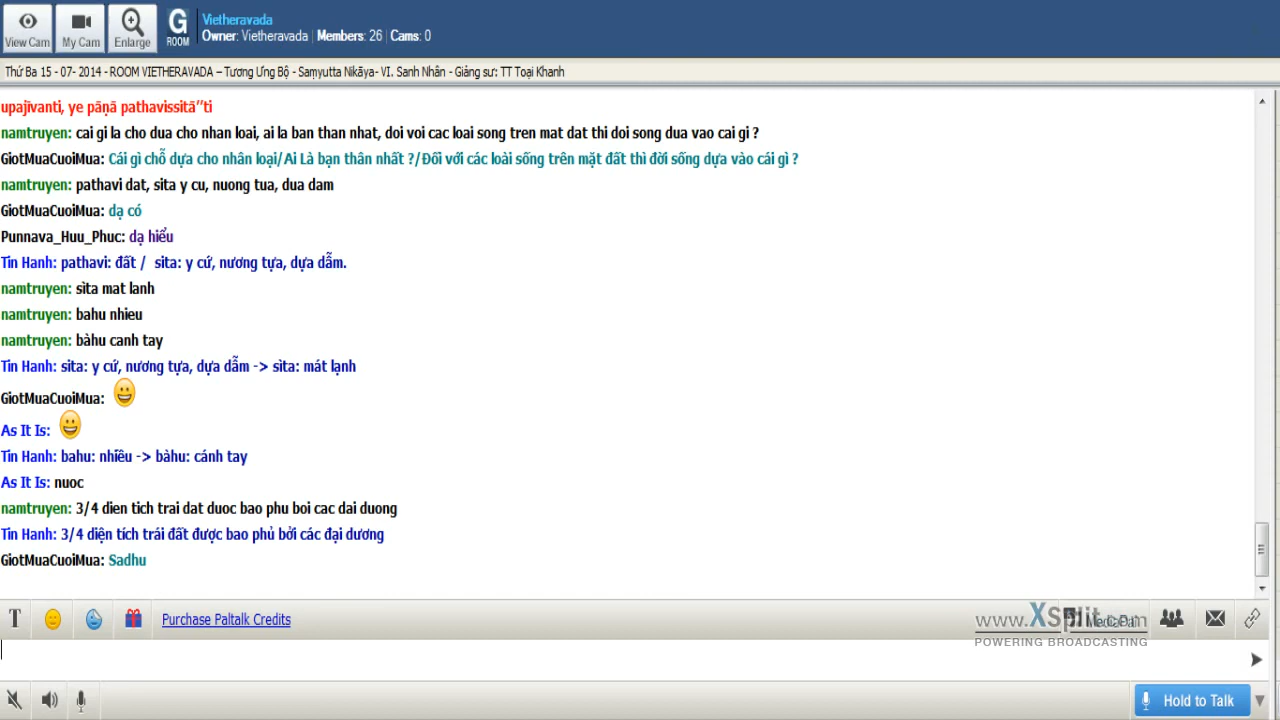 View Cam
My Cam
Enlarge
G ROOM
Vietheravada
Owner: Vietheravada | Members: 26 | Cams: 0
Thứ Ba 15 - 07- 2014 - ROOM VIETHERAVADA – Tương Ưng Bộ - Saṃyutta Nikāya- VI. Sanh Nhân - Giảng sư: TT Toại Khanh
upajīvanti, ye pāṇā pathavissitā’’ti
namtruyen: cai gi la cho dua cho nhan loai, ai la ban than nhat, doi voi cac loai song tren mat dat thi doi song dua vao cai gi ?
GiotMuaCuoiMua: Cái gì chỗ dựa cho nhân loại/Ai Là bạn thân nhất ?/Đối với các loài sống trên mặt đất thì đời sống dựa vào cái gì ?
namtruyen: pathavi dat, sita y cu, nuong tua, dua dam
GiotMuaCuoiMua: dạ có
Punnava_Huu_Phuc: dạ hiểu
Tin Hanh: pathavi: đất / sita: y cứ, nương tựa, dựa dẫm.
namtruyen: sìta mat lanh
namtruyen: bahu nhieu
namtruyen: bàhu canh tay
Tin Hanh: sita: y cứ, nương tựa, dựa dẫm -> sìta: mát lạnh
GiotMuaCuoiMua:
As It Is:
Tin Hanh: bahu: nhiều -> bàhu: cánh tay
As It Is: nuoc
namtruyen: 3/4 dien tich trai dat duoc bao phu boi cac dai duong
Tin Hanh: 3/4 diện tích trái đất được bao phủ bởi các đại dương
GiotMuaCuoiMua: Sadhu
T
Purchase Paltalk Credits
www.XSplit.com
POWERING BROADCASTING
Hold to Talk